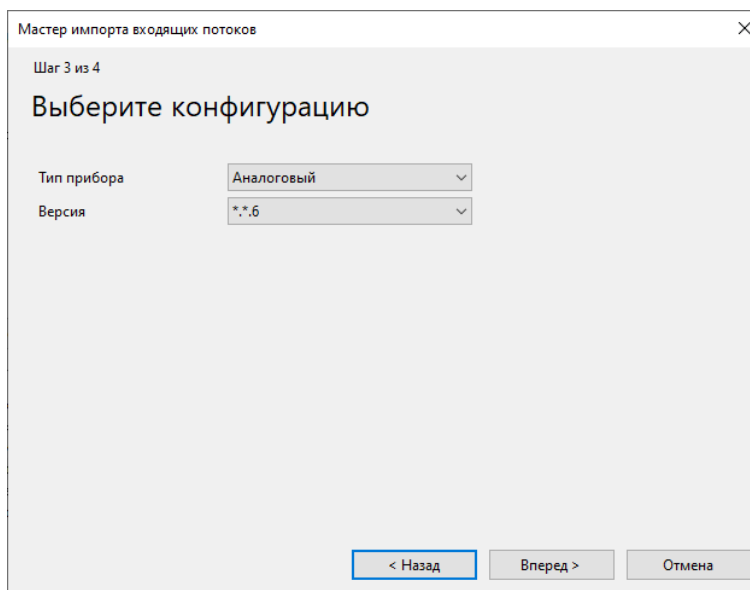 Мастер импорта входящих потоков
Шаг 3 из 4
Выберите конфигурацию
Тип прибора Аналоговый
Версия *.*.6
< Назад Вперед > Отмена